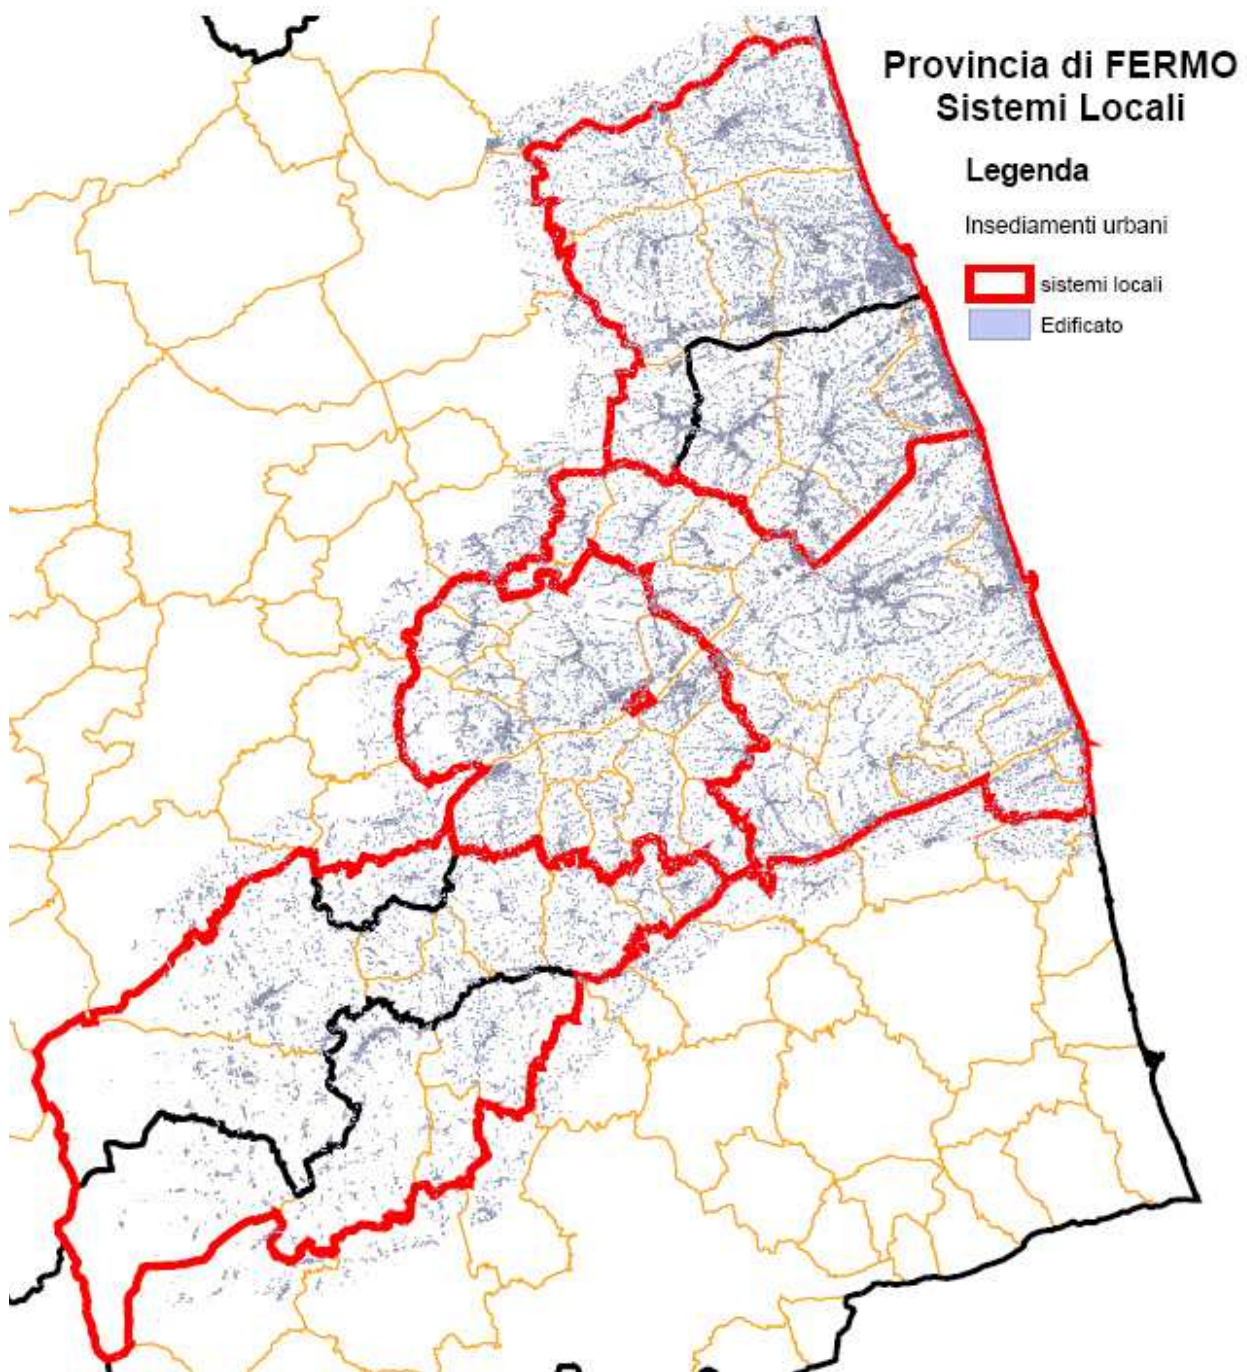 Provincia di FERMO
Sistemi Locali
Legenda
Insediamenti urbani
sistemi locali
Edificato